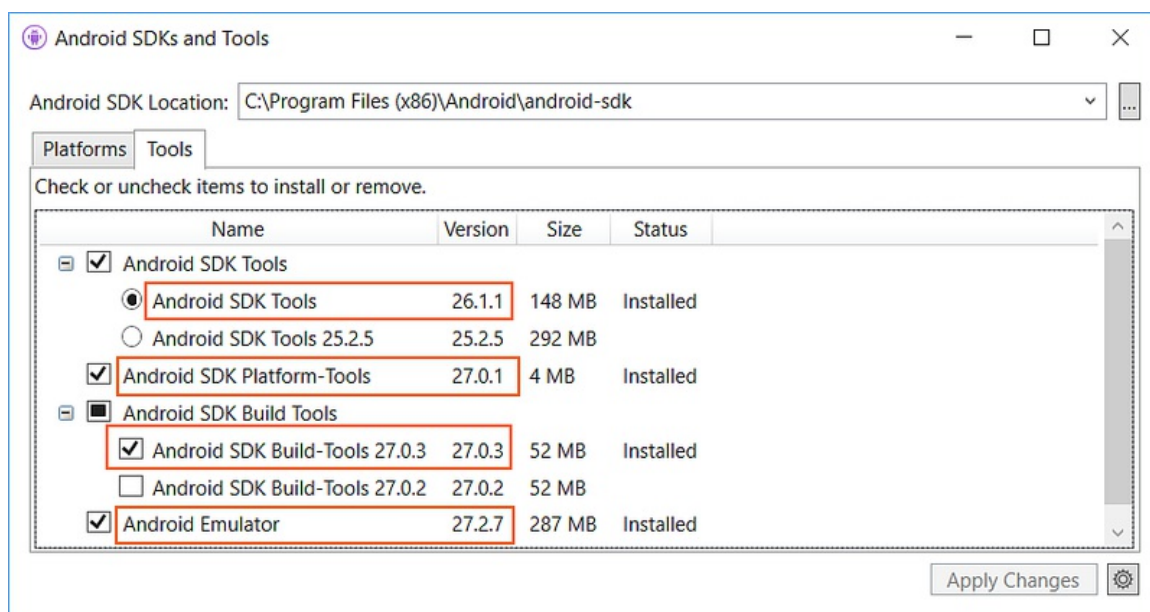 Android SDKs and Tools
Android SDK Location: C:\Program Files (x86)\Android\android-sdk ...
Platforms Tools
Check or uncheck items to install or remove.
Name Version Size Status
Android SDK Tools
Android SDK Tools 26.1.1 148 MB Installed
Android SDK Tools 25.2.5 25.2.5 292 MB
Android SDK Platform-Tools 27.0.1 4 MB Installed
Android SDK Build Tools
Android SDK Build-Tools 27.0.3 27.0.3 52 MB Installed
Android SDK Build-Tools 27.0.2 27.0.2 52 MB
Android Emulator 27.2.7 287 MB Installed
Apply Changes